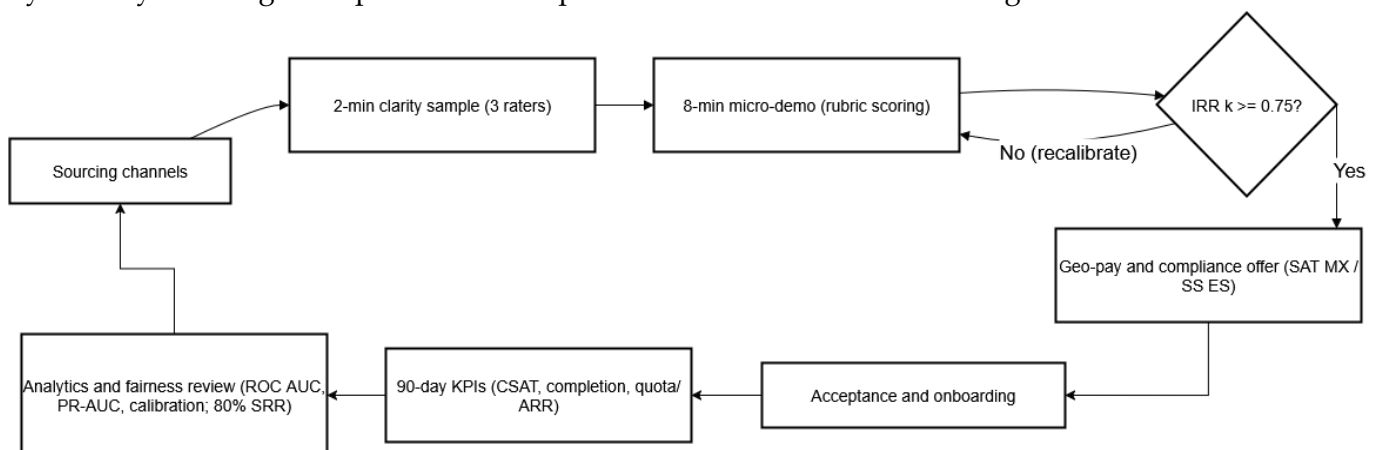 2-min clarity sample (3 raters)
8-min micro-demo (rubric scoring)
IRR k >= 0.75?
No (recalibrate)
Sourcing channels
Yes
Geo-pay and compliance offer (SAT MX /
SS ES)
Analytics and fairness review (ROC AUC,
PR-AUC, calibration; 80% SRR)
90-day KPIs (CSAT, completion, quota/
ARR)
Acceptance and onboarding